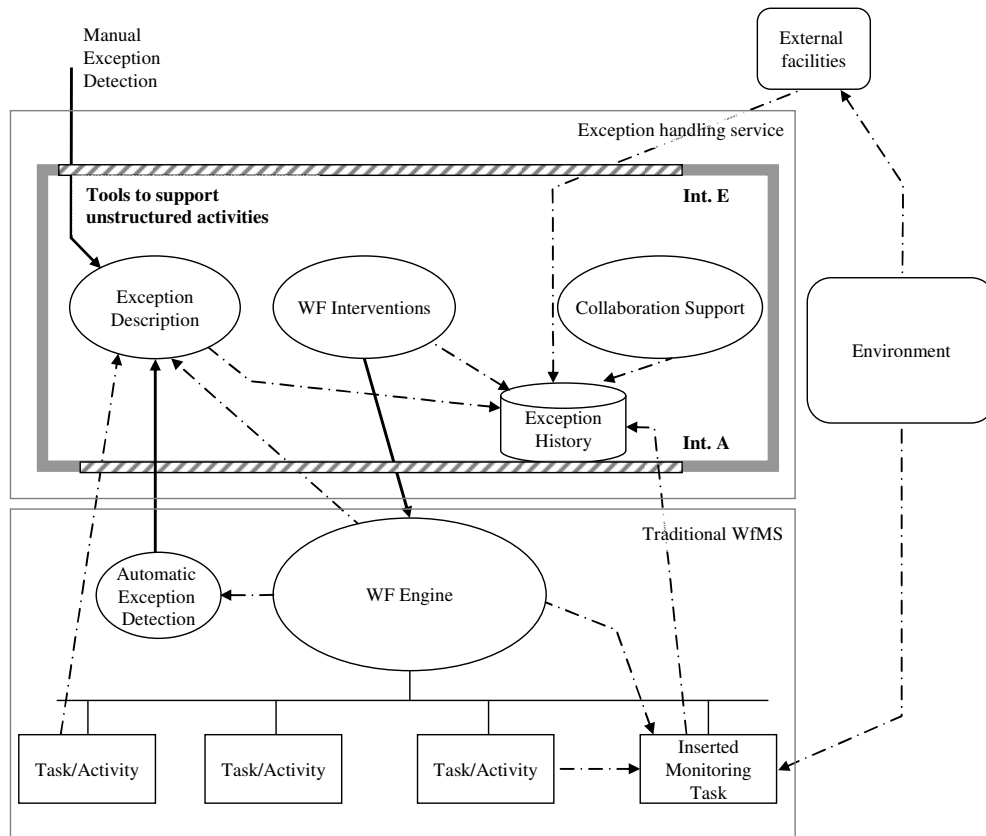 Manual
Exception
Detection
External
facilities
Exception handling service
Tools to support
unstructured activities
Int. E
Exception
Description
WF Interventions
Collaboration Support
Environment
Exception
History
Int. A
Traditional WfMS
Automatic
Exception
Detection
WF Engine
Task/Activity
Task/Activity
Task/Activity
Inserted
Monitoring
Task